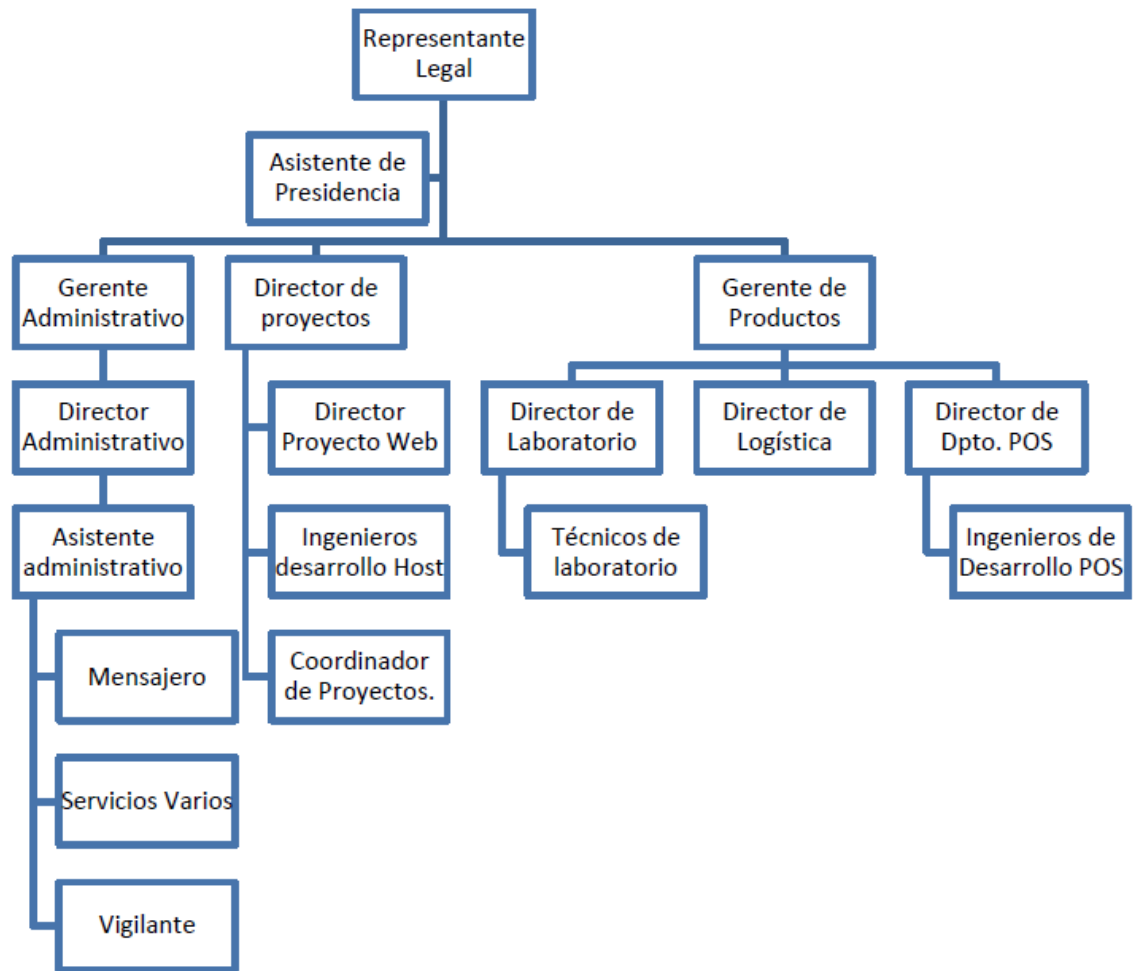 Representante
Legal
Asistente de
Presidencia
Gerente
Administrativo
Director de
proyectos
Gerente de
Productos
Director
Administrativo
Director
Proyecto Web
Director de
Laboratorio
Director de
Logística
Director de
Dpto. POS
Asistente
administrativo
Ingenieros
desarrollo Host
Técnicos de
laboratorio
Ingenieros de
Desarrollo POS
Mensajero
Coordinador
de Proyectos.
Servicios Varios
Vigilante